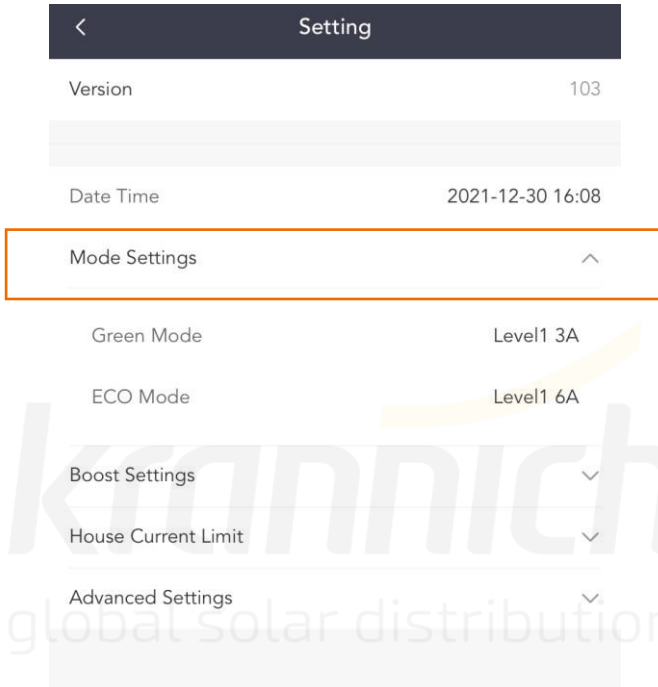 Setting
Version 103
Date Time 2021-12-30 16:08
Mode Settings
Green Mode Level1 3A
ECO Mode Level1 6A
krannich
Boost Settings
House Current Limit
Advanced Settings
global solar distribution